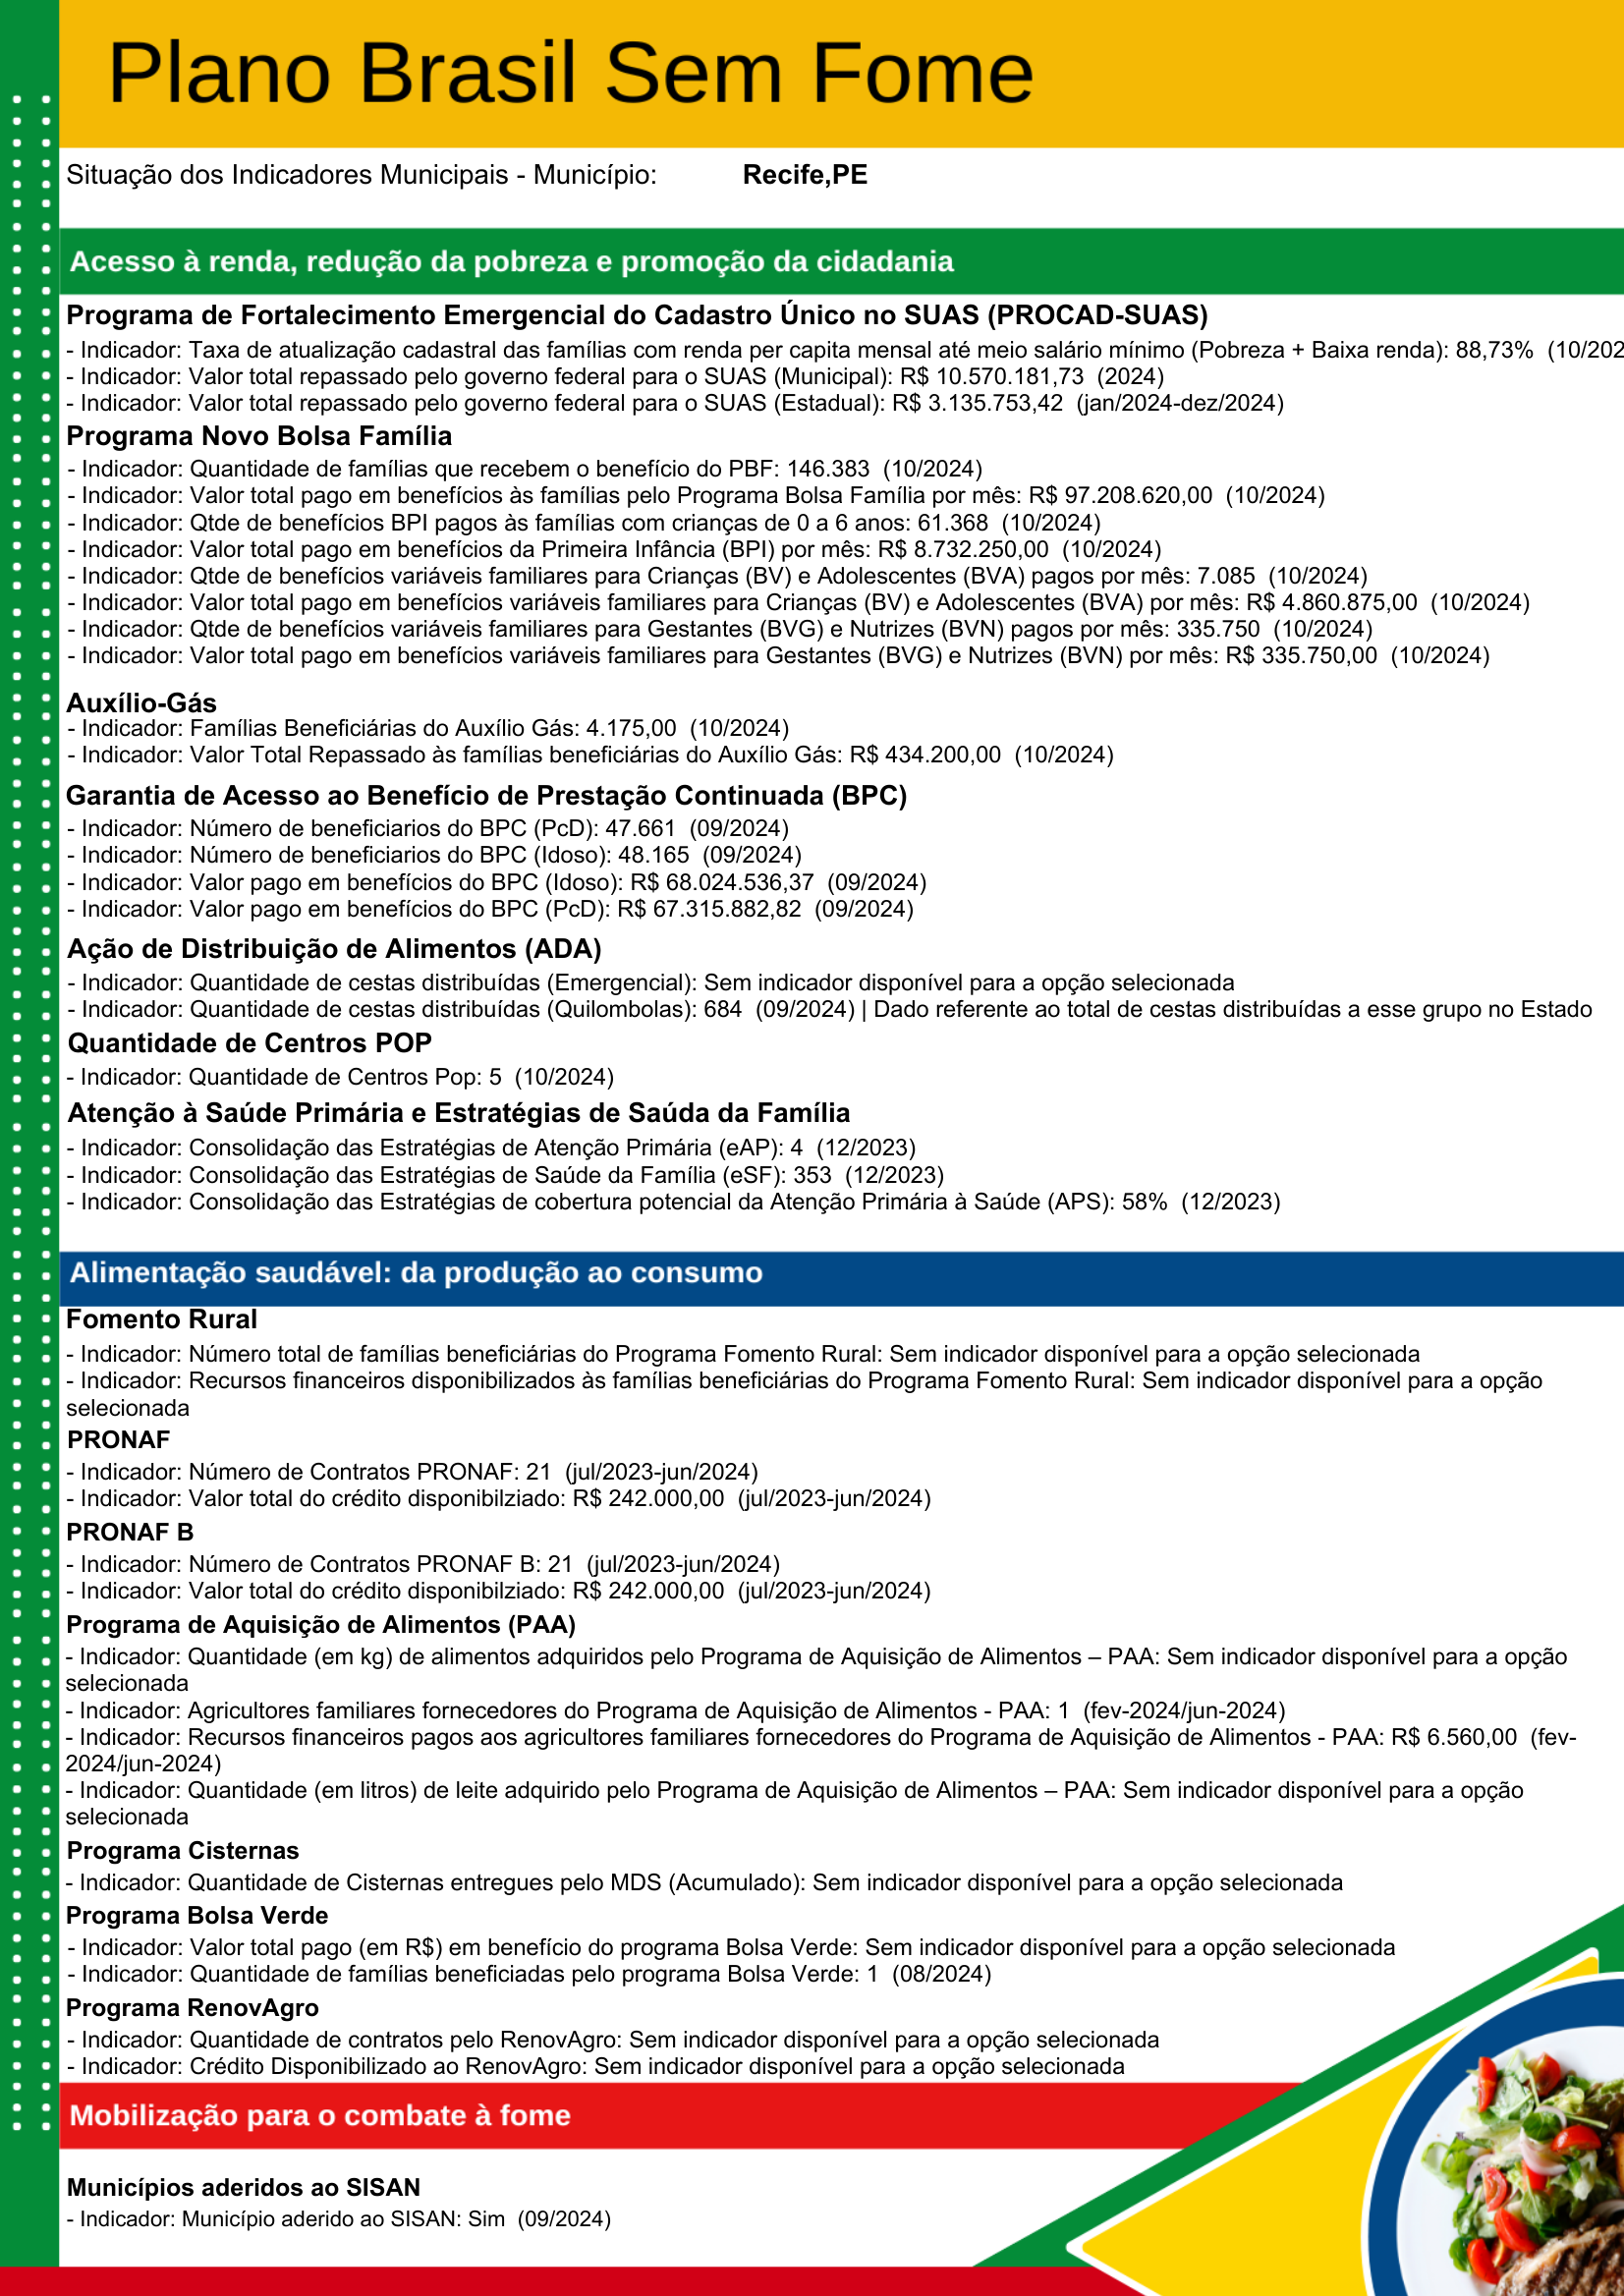 Plano Brasil Sem Fome
Situação dos Indicadores Municipais - Município: Recife,PE
Acesso à renda, redução da pobreza e promoção da cidadania
Programa de Fortalecimento Emergencial do Cadastro Único no SUAS (PROCAD-SUAS)
- Indicador: Taxa de atualização cadastral das famílias com renda per capita mensal até meio salário mínimo (Pobreza + Baixa renda): 88,73% (10/202
- Indicador: Valor total repassado pelo governo federal para o SUAS (Municipal): R$ 10.570.181,73 (2024)
- Indicador: Valor total repassado pelo governo federal para o SUAS (Estadual): R$ 3.135.753,42 (jan/2024-dez/2024)
Programa Novo Bolsa Família
- Indicador: Quantidade de famílias que recebem o benefício do PBF: 146.383 (10/2024)
- Indicador: Valor total pago em benefícios às famílias pelo Programa Bolsa Família por mês: R$ 97.208.620,00 (10/2024)
- Indicador: Qtde de benefícios BPI pagos às famílias com crianças de 0 a 6 anos: 61.368 (10/2024)
- Indicador: Valor total pago em benefícios da Primeira Infância (BPI) por mês: R$ 8.732.250,00 (10/2024)
- Indicador: Qtde de benefícios variáveis familiares para Crianças (BV) e Adolescentes (BVA) pagos por mês: 7.085 (10/2024)
- Indicador: Valor total pago em benefícios variáveis familiares para Crianças (BV) e Adolescentes (BVA) por mês: R$ 4.860.875,00 (10/2024)
- Indicador: Qtde de benefícios variáveis familiares para Gestantes (BVG) e Nutrizes (BVN) pagos por mês: 335.750 (10/2024)
- Indicador: Valor total pago em benefícios variáveis familiares para Gestantes (BVG) e Nutrizes (BVN) por mês: R$ 335.750,00 (10/2024)
Auxílio-Gás
- Indicador: Famílias Beneficiárias do Auxílio Gás: 4.175,00 (10/2024)
- Indicador: Valor Total Repassado às famílias beneficiárias do Auxílio Gás: R$ 434.200,00 (10/2024)
Garantia de Acesso ao Benefício de Prestação Continuada (BPC)
- Indicador: Número de beneficiarios do BPC (PcD): 47.661 (09/2024)
- Indicador: Número de beneficiarios do BPC (Idoso): 48.165 (09/2024)
- Indicador: Valor pago em benefícios do BPC (Idoso): R$ 68.024.536,37 (09/2024)
- Indicador: Valor pago em benefícios do BPC (PcD): R$ 67.315.882,82 (09/2024)
Ação de Distribuição de Alimentos (ADA)
- Indicador: Quantidade de cestas distribuídas (Emergencial): Sem indicador disponível para a opção selecionada
- Indicador: Quantidade de cestas distribuídas (Quilombolas): 684 (09/2024) | Dado referente ao total de cestas distribuídas a esse grupo no Estado
Quantidade de Centros POP
- Indicador: Quantidade de Centros Pop: 5 (10/2024)
Atenção à Saúde Primária e Estratégias de Saúda da Família
- Indicador: Consolidação das Estratégias de Atenção Primária (eAP): 4 (12/2023)
- Indicador: Consolidação das Estratégias de Saúde da Família (eSF): 353 (12/2023)
- Indicador: Consolidação das Estratégias de cobertura potencial da Atenção Primária à Saúde (APS): 58% (12/2023)
Alimentação saudável: da produção ao consumo
Fomento Rural
- Indicador: Número total de famílias beneficiárias do Programa Fomento Rural: Sem indicador disponível para a opção selecionada
- Indicador: Recursos financeiros disponibilizados às famílias beneficiárias do Programa Fomento Rural: Sem indicador disponível para a opção
selecionada
PRONAF
- Indicador: Número de Contratos PRONAF: 21 (jul/2023-jun/2024)
- Indicador: Valor total do crédito disponibilziado: R$ 242.000,00 (jul/2023-jun/2024)
PRONAF B
- Indicador: Número de Contratos PRONAF B: 21 (jul/2023-jun/2024)
- Indicador: Valor total do crédito disponibilziado: R$ 242.000,00 (jul/2023-jun/2024)
Programa de Aquisição de Alimentos (PAA)
- Indicador: Quantidade (em kg) de alimentos adquiridos pelo Programa de Aquisição de Alimentos – PAA: Sem indicador disponível para a opção
selecionada
- Indicador: Agricultores familiares fornecedores do Programa de Aquisição de Alimentos - PAA: 1 (fev-2024/jun-2024)
- Indicador: Recursos financeiros pagos aos agricultores familiares fornecedores do Programa de Aquisição de Alimentos - PAA: R$ 6.560,00 (fev-
2024/jun-2024)
- Indicador: Quantidade (em litros) de leite adquirido pelo Programa de Aquisição de Alimentos – PAA: Sem indicador disponível para a opção
selecionada
Programa Cisternas
- Indicador: Quantidade de Cisternas entregues pelo MDS (Acumulado): Sem indicador disponível para a opção selecionada
Programa Bolsa Verde
- Indicador: Valor total pago (em R$) em benefício do programa Bolsa Verde: Sem indicador disponível para a opção selecionada
- Indicador: Quantidade de famílias beneficiadas pelo programa Bolsa Verde: 1 (08/2024)
Programa RenovAgro
- Indicador: Quantidade de contratos pelo RenovAgro: Sem indicador disponível para a opção selecionada
- Indicador: Crédito Disponibilizado ao RenovAgro: Sem indicador disponível para a opção selecionada
Mobilização para o combate à fome
Municípios aderidos ao SISAN
- Indicador: Município aderido ao SISAN: Sim (09/2024)